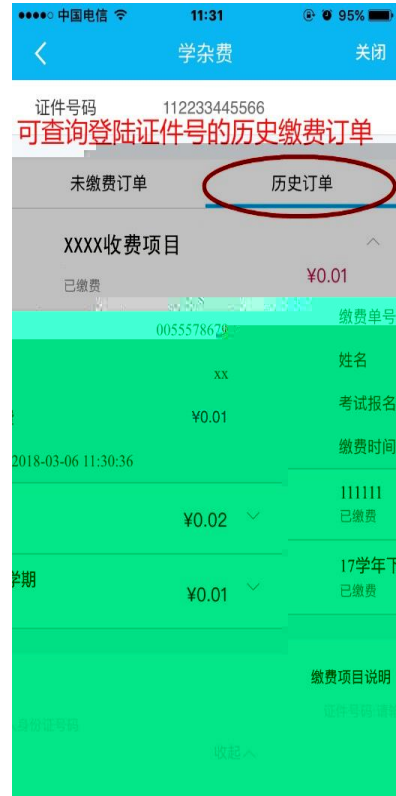 中国电信 11:31 95%
学杂费 关闭
证件号码 112233445566
可查询登陆证件号的历史缴费订单
未缴费订单 历史订单
XXXX收费项目
已缴费 ¥0.01
缴费单号
0055578679
姓名
xx
考试报名
¥0.01
缴费时间
2018-03-06 11:30:36
111111
已缴费
¥0.02
17学年下
学期
已缴费
¥0.01
缴费项目说明
收起